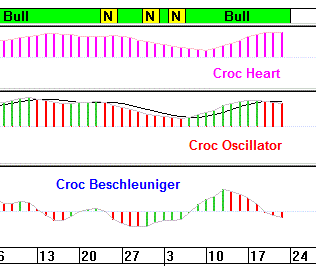 Bull N N N Bull
Croc Heart
Croc Oscillator
Croc Beschleuniger
6 13 20 27 3 10 17 24